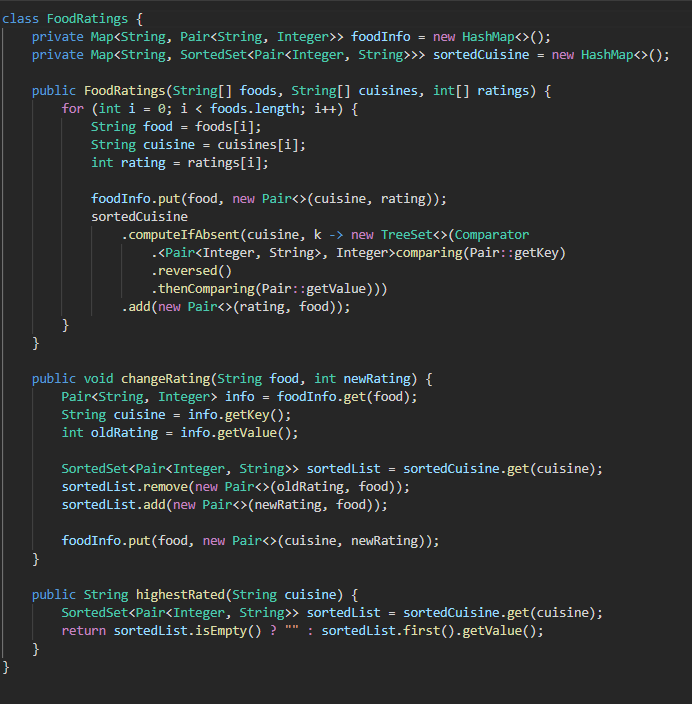 class FoodRatings {
    private Map<String, Pair<String, Integer>> foodInfo = new HashMap<>();
    private Map<String, SortedSet<Pair<Integer, String>>> sortedCuisine = new HashMap<>();

    public FoodRatings(String[] foods, String[] cuisines, int[] ratings) {
        for (int i = 0; i < foods.length; i++) {
            String food = foods[i];
            String cuisine = cuisines[i];
            int rating = ratings[i];

            foodInfo.put(food, new Pair<>(cuisine, rating));
            sortedCuisine
                .computeIfAbsent(cuisine, k -> new TreeSet<>(Comparator
                    .<Pair<Integer, String>, Integer>comparing(Pair::getKey)
                    .reversed()
                    .thenComparing(Pair::getValue)))
                .add(new Pair<>(rating, food));
        }
    }

    public void changeRating(String food, int newRating) {
        Pair<String, Integer> info = foodInfo.get(food);
        String cuisine = info.getKey();
        int oldRating = info.getValue();

        SortedSet<Pair<Integer, String>> sortedList = sortedCuisine.get(cuisine);
        sortedList.remove(new Pair<>(oldRating, food));
        sortedList.add(new Pair<>(newRating, food));

        foodInfo.put(food, new Pair<>(cuisine, newRating));
    }

    public String highestRated(String cuisine) {
        SortedSet<Pair<Integer, String>> sortedList = sortedCuisine.get(cuisine);
        return sortedList.isEmpty() ? "" : sortedList.first().getValue();
    }
}